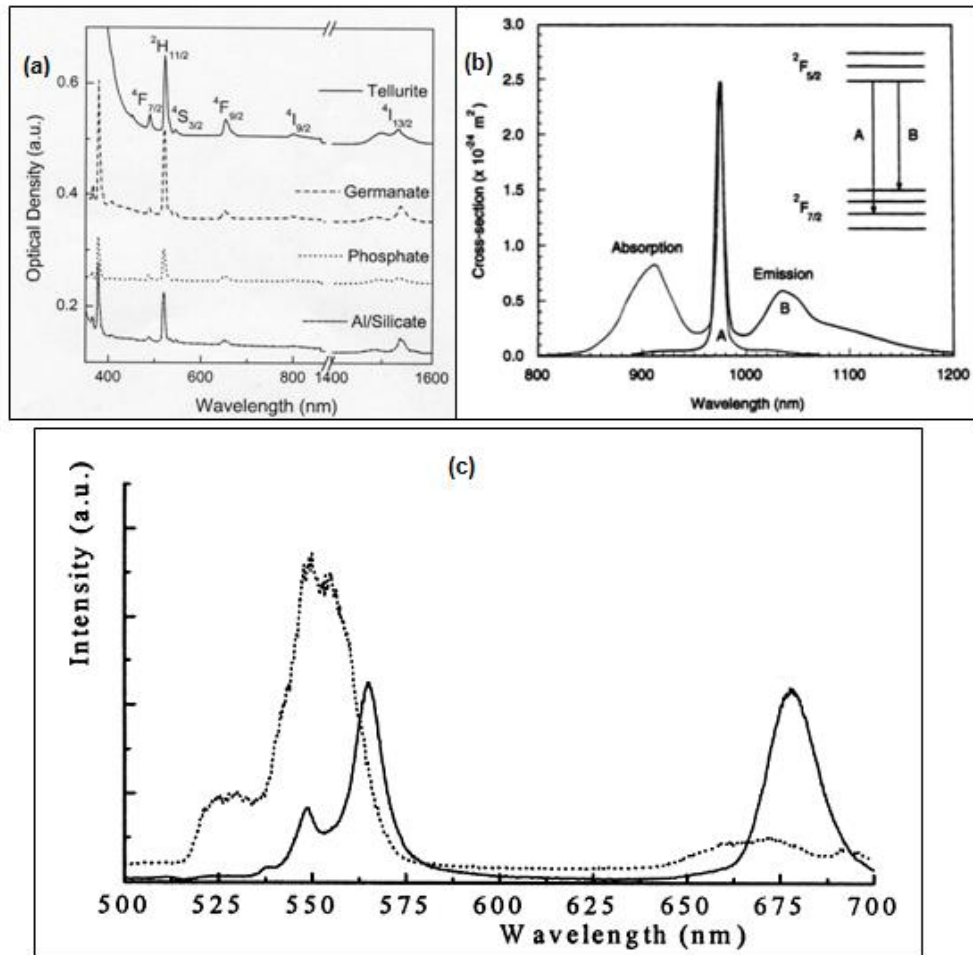 (a)
²H₁₁/₂
⁴F₇/₂
⁴S₃/₂
⁴F₉/₂
⁴I₉/₂
⁴I₁₃/₂
Tellurite
Germanate
Phosphate
Al/Silicate
Optical Density (a.u.)
0.6
0.4
0.2
400 600 800 1400 1600
Wavelength (nm)
(b)
3.0
2.5
2.0
1.5
1.0
0.5
0.0
Cross-section (x 10⁻²⁴ m²)
²F₅/₂
A B
²F₇/₂
Absorption
Emission
A
B
800 900 1000 1100 1200
Wavelength (nm)
(c)
Intensity (a.u.)
500 525 550 575 600 625 650 675 700
Wavelength (nm)